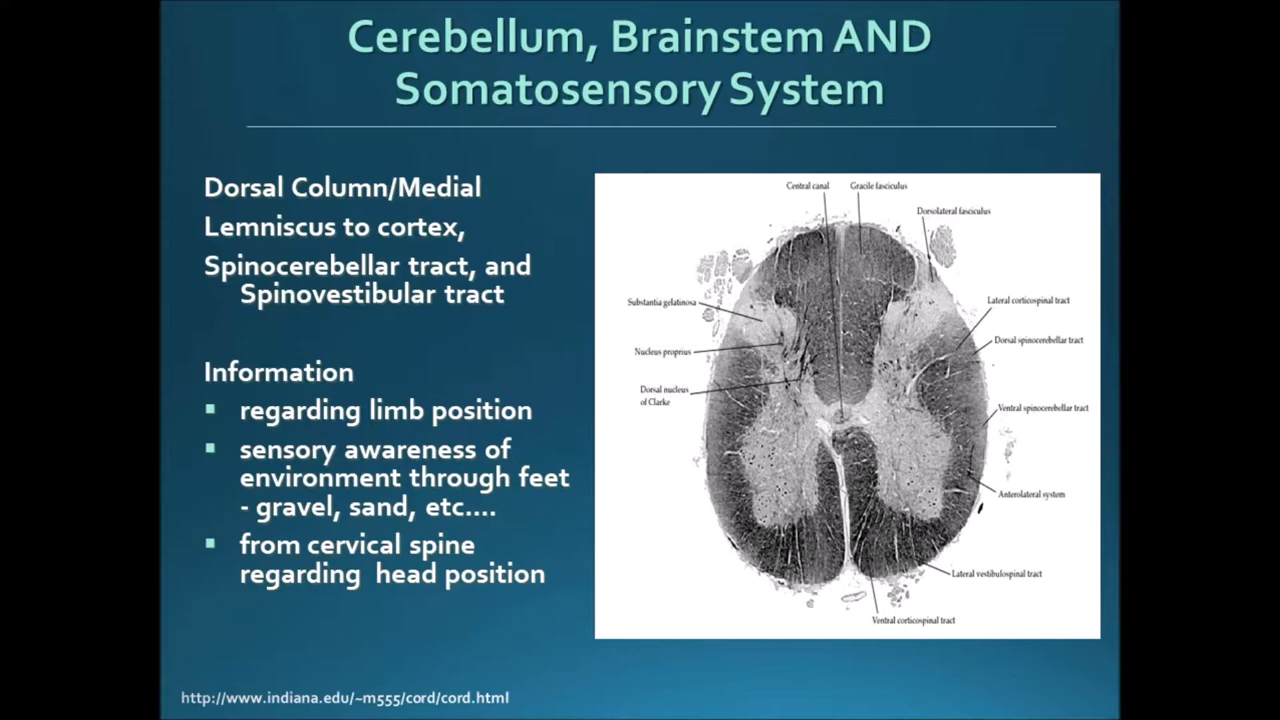 Cerebellum, Brainstem AND
Somatosensory System
Dorsal Column/Medial
Lemniscus to cortex,
Spinocerebellar tract, and
Spinovestibular tract
Information
▪ regarding limb position
▪ sensory awareness of
environment through feet
- gravel, sand, etc....
▪ from cervical spine
regarding head position
Central canal
Gracile fasciculus
Dorsolateral fasciculus
Substantia gelatinosa
Lateral corticospinal tract
Nucleus proprius
Dorsal spinocerebellar tract
Dorsal nucleus
of Clarke
Ventral spinocerebellar tract
Anterolateral system
Lateral vestibulospinal tract
Ventral corticospinal tract
http://www.indiana.edu/~m555/cord/cord.html